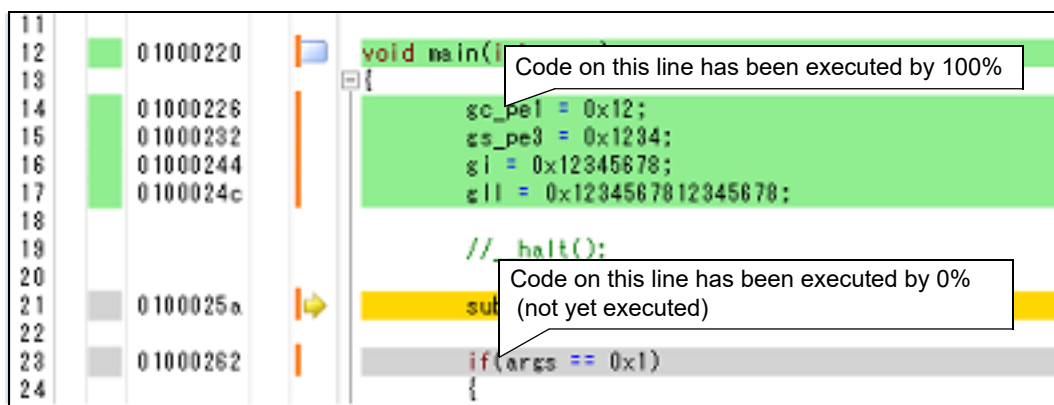 11
12 01000220 void main(i
Code on this line has been executed by 100%
13 {
14 01000226 gc_pe1 = 0x12;
15 01000232 gs_pe3 = 0x1234;
16 01000244 gi = 0x12345678;
17 0100024c gll = 0x1234567812345678;
18
19 //_halt();
20
Code on this line has been executed by 0%
(not yet executed)
21 0100025a sub
22
23 01000262 if(args == 0x1)
24 {